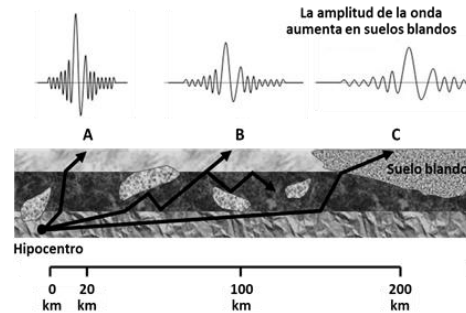 La amplitud de la onda
aumenta en suelos blandos
A
B
C
Suelo blando
Hipocentro
0
km
20
km
100
km
200
km